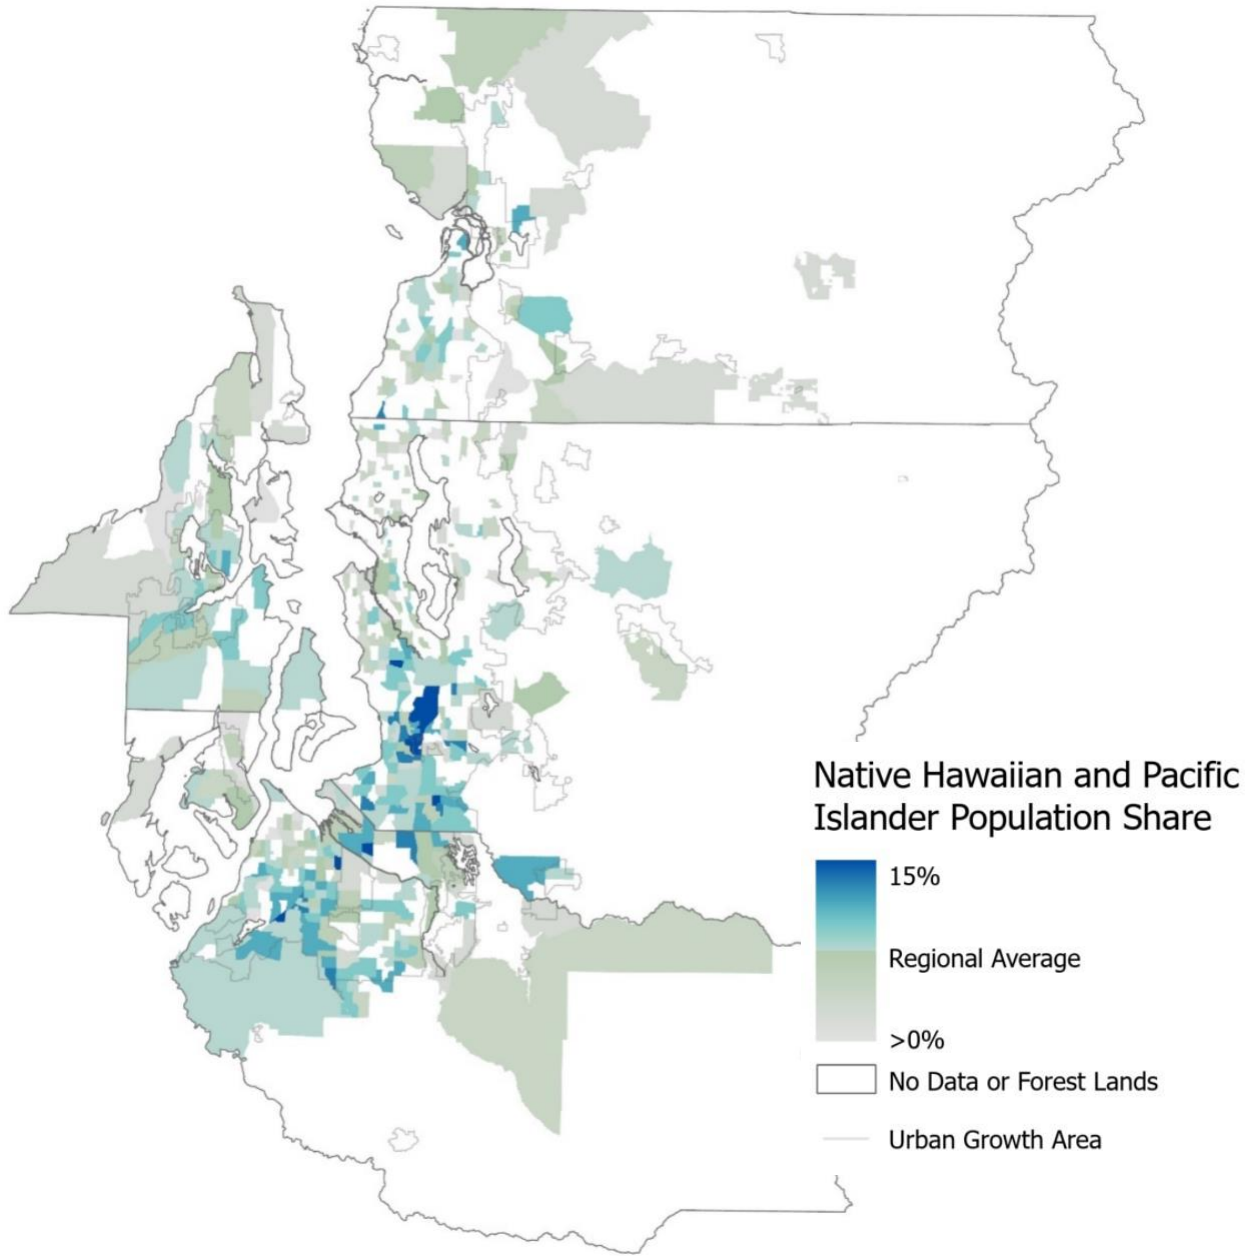 Native Hawaiian and Pacific
Islander Population Share
15%
Regional Average
>0%
No Data or Forest Lands
Urban Growth Area